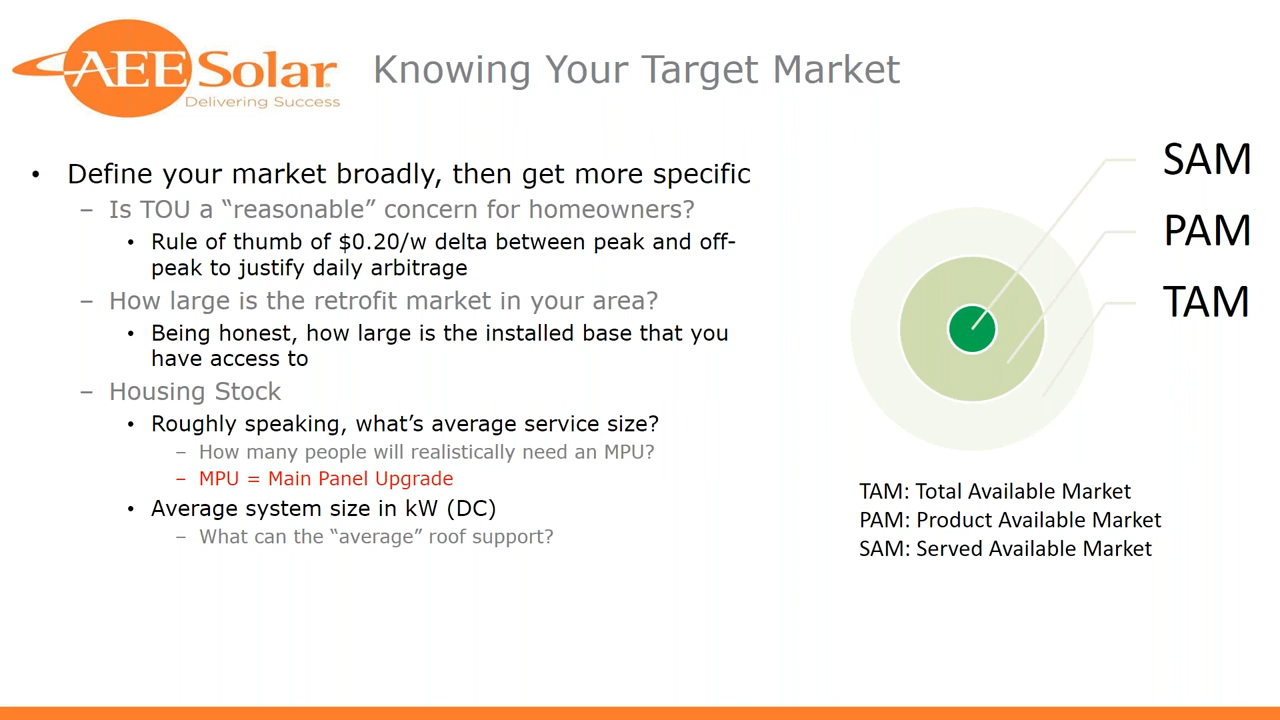 AEE Solar
Delivering Success
Knowing Your Target Market
• Define your market broadly, then get more specific
– Is TOU a “reasonable” concern for homeowners?
• Rule of thumb of $0.20/w delta between peak and off-
peak to justify daily arbitrage
– How large is the retrofit market in your area?
• Being honest, how large is the installed base that you
have access to
– Housing Stock
• Roughly speaking, what’s average service size?
– How many people will realistically need an MPU?
– MPU = Main Panel Upgrade
• Average system size in kW (DC)
– What can the “average” roof support?
SAM
PAM
TAM
TAM: Total Available Market
PAM: Product Available Market
SAM: Served Available Market